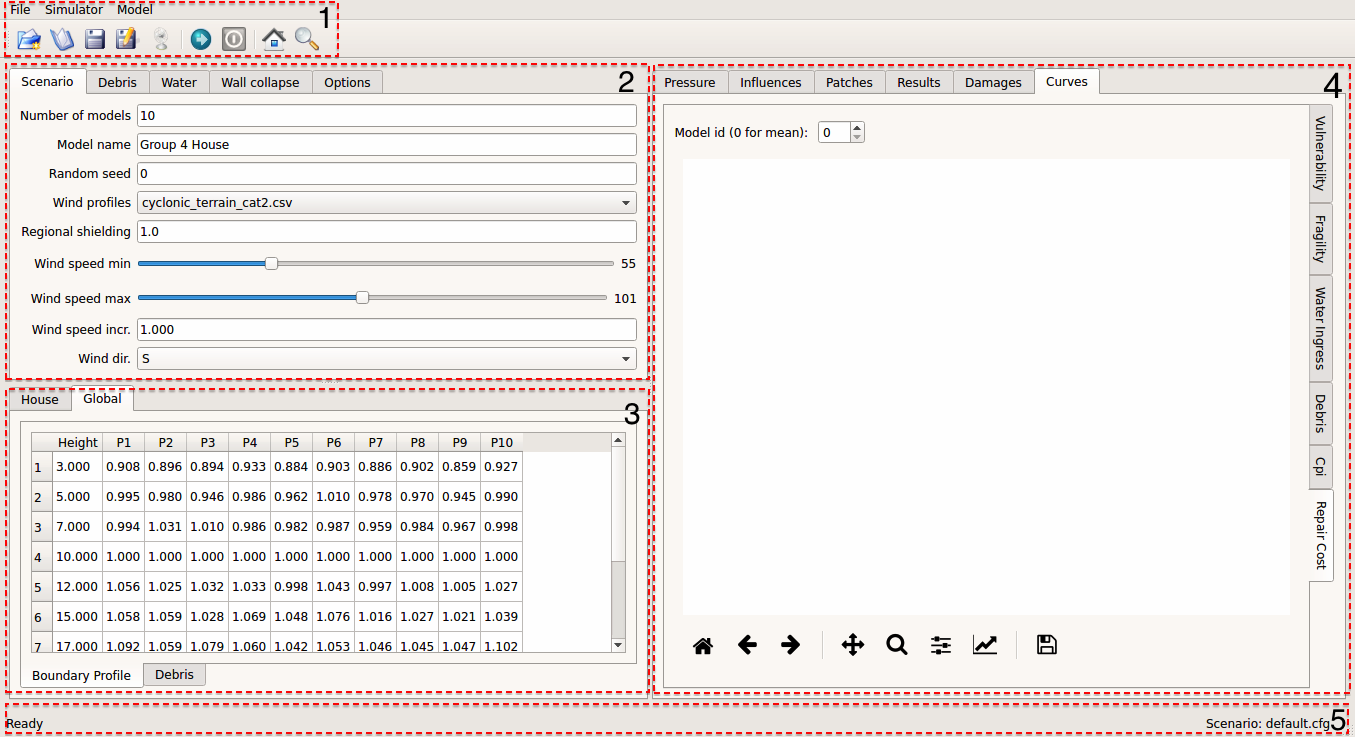 File Simulator Model
1
Scenario Debris Water Wall collapse Options
2
Number of models 10
Model name Group 4 House
Random seed 0
Wind profiles cyclonic_terrain_cat2.csv
Regional shielding 1.0
Wind speed min 55
Wind speed max 101
Wind speed incr. 1.000
Wind dir. S
House Global
3
Height P1 P2 P3 P4 P5 P6 P7 P8 P9 P10
1 3.000 0.908 0.896 0.894 0.933 0.884 0.903 0.886 0.902 0.859 0.927
2 5.000 0.995 0.980 0.946 0.986 0.962 1.010 0.978 0.970 0.945 0.990
3 7.000 0.994 1.031 1.010 0.986 0.982 0.987 0.959 0.984 0.967 0.998
4 10.000 1.000 1.000 1.000 1.000 1.000 1.000 1.000 1.000 1.000 1.000
5 12.000 1.056 1.025 1.032 1.033 0.998 1.043 0.997 1.008 1.005 1.027
6 15.000 1.058 1.059 1.028 1.069 1.048 1.076 1.016 1.027 1.021 1.039
7 17.000 1.092 1.059 1.079 1.060 1.042 1.053 1.046 1.045 1.047 1.102
Boundary Profile Debris
Pressure Influences Patches Results Damages Curves
4
Model id (0 for mean): 0
Vulnerability
Fragility
Water Ingress
Debris
Cpi
Repair Cost
Ready
Scenario: default.cfg
5